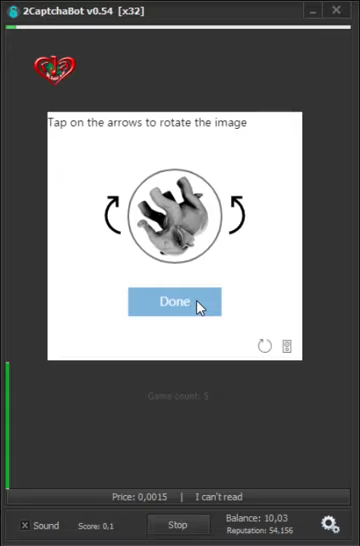 2CaptchaBot v0.54 [x32]
Tap on the arrows to rotate the image
Done
Game count: 5
Price: 0,0015 | I can't read
Sound
Score: 0,1
Stop
Balance: 10,03
Reputation: 54,156